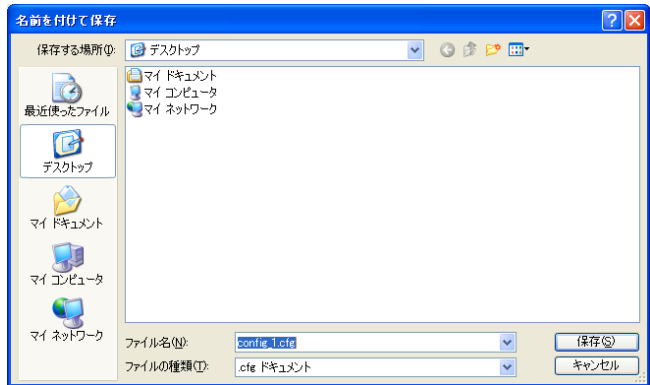 名前を付けて保存
保存する場所(I): デスクトップ
最近使ったファイル
デスクトップ
マイ ドキュメント
マイ コンピュータ
マイ ネットワーク
マイ ドキュメント
マイ コンピュータ
マイ ネットワーク
ファイル名(N): config_1.cfg 保存(S)
ファイルの種類(T): .cfg ドキュメント キャンセル